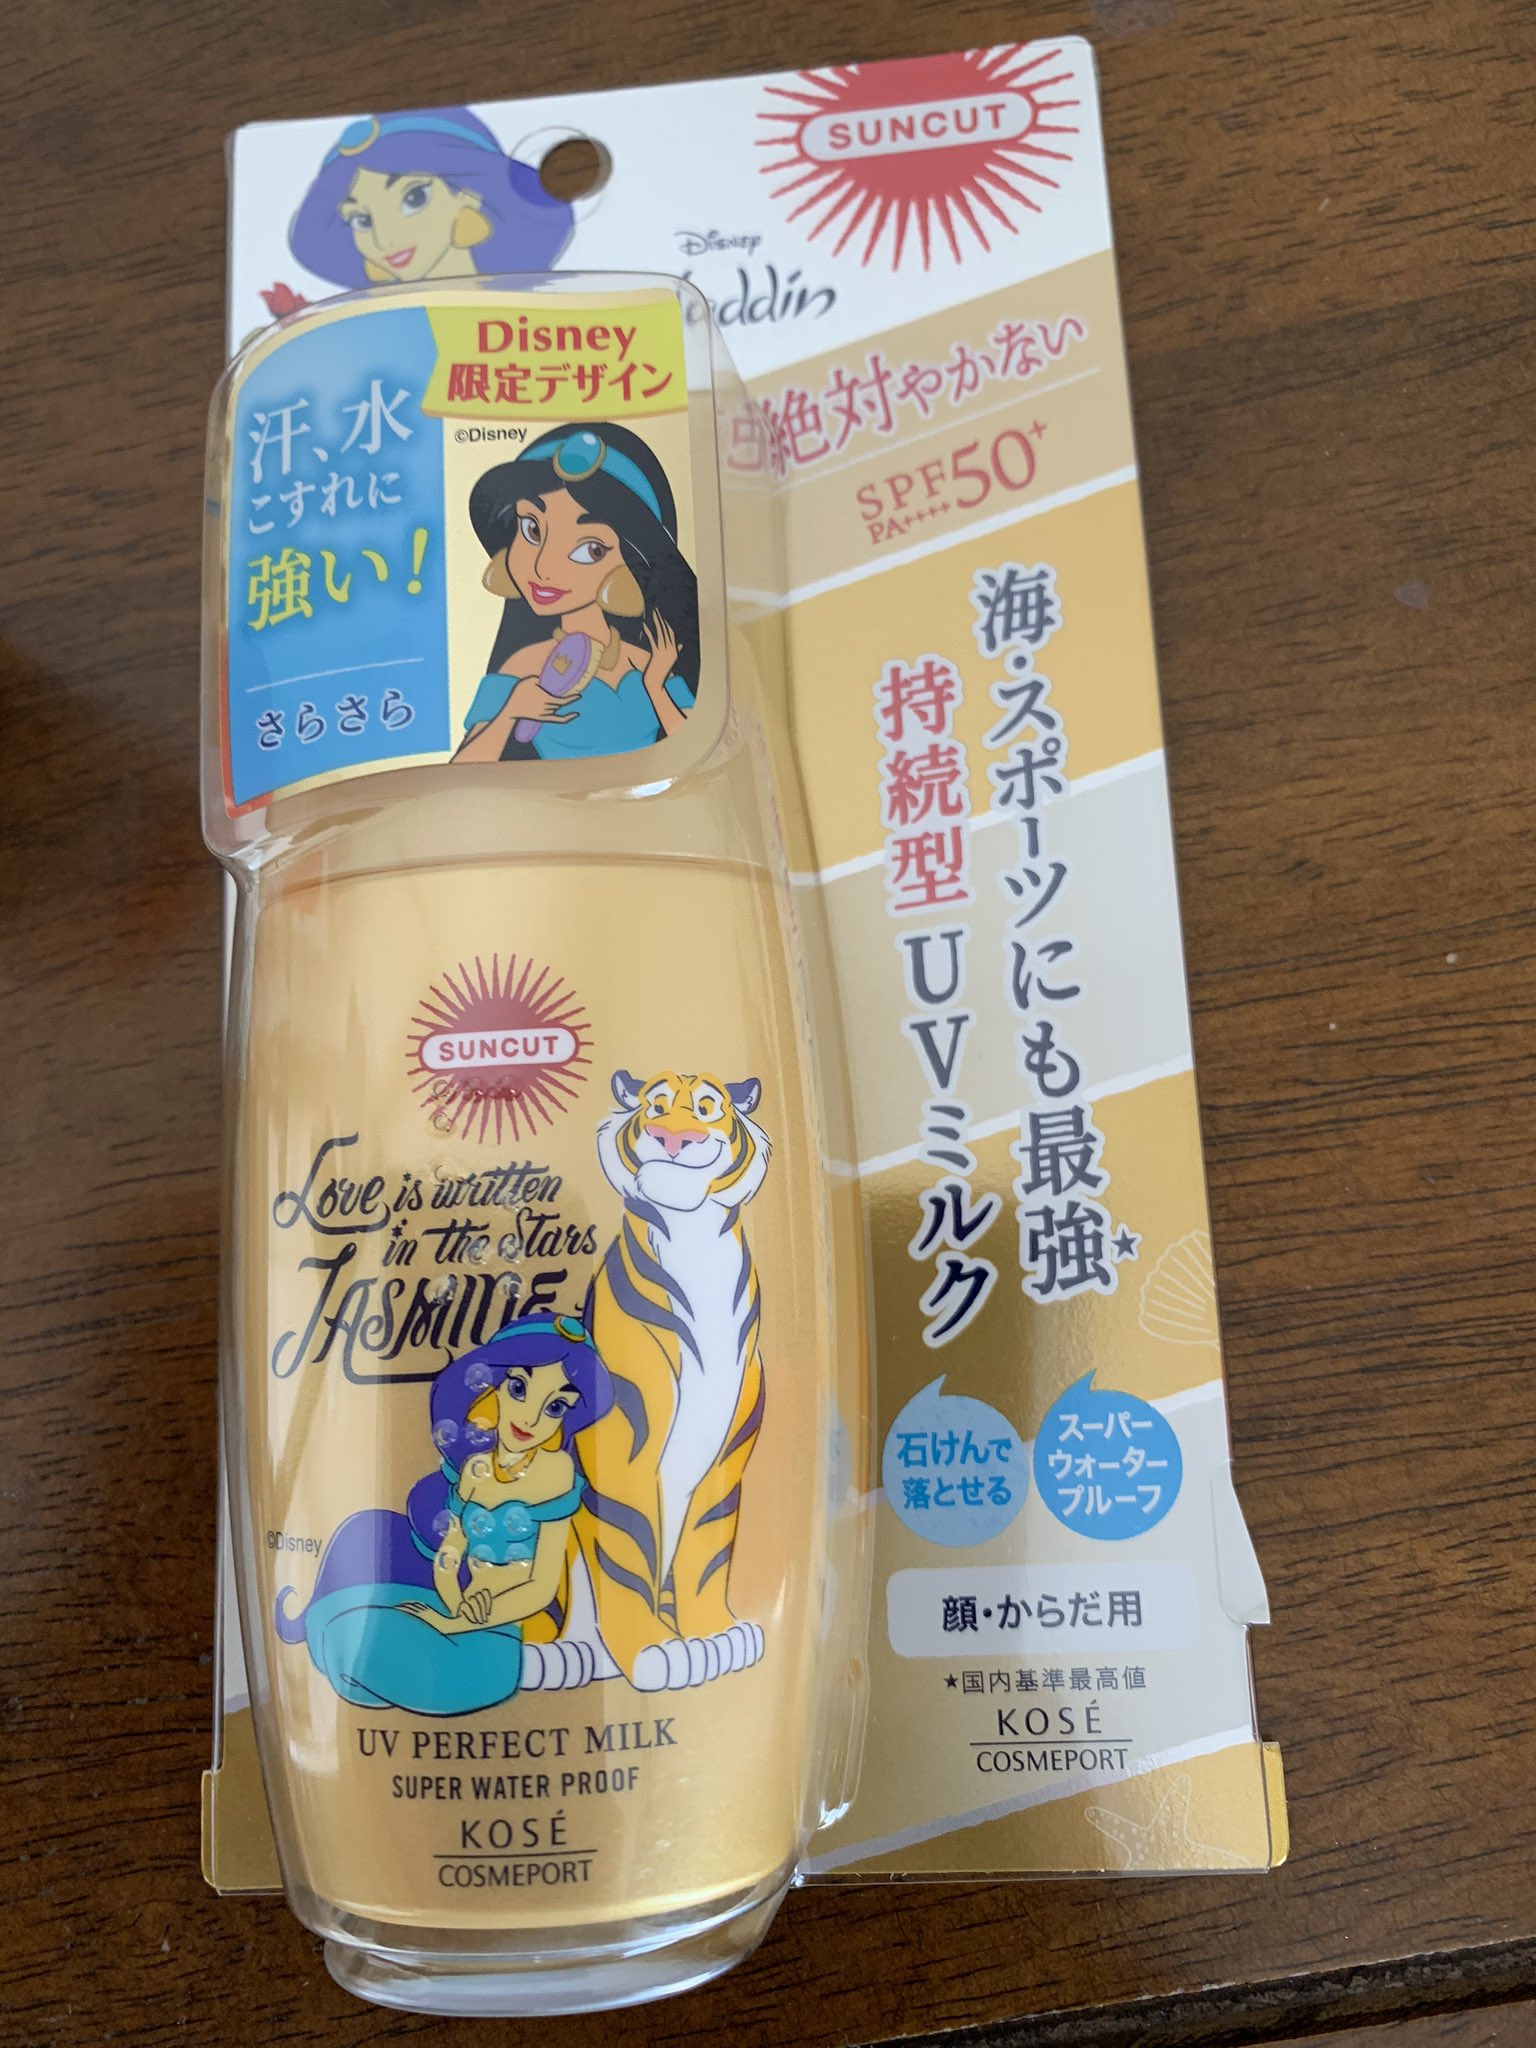 SUNCUT
Disney
絶対やかない
SPF50+
PA++++
海・スポーツにも最強★
持続型UVミルク
石けんで
落とせる
スーパー
ウォーター
プルーフ
顔・からだ用
★国内基準最高値
KOSÉ
COSMEPORT
Disney
限定デザイン
©Disney
汗、水
こすれに
強い!
さらさら
SUNCUT
Love is written
in the Stars
JASMINE
©Disney
UV PERFECT MILK
SUPER WATER PROOF
KOSÉ
COSMEPORT